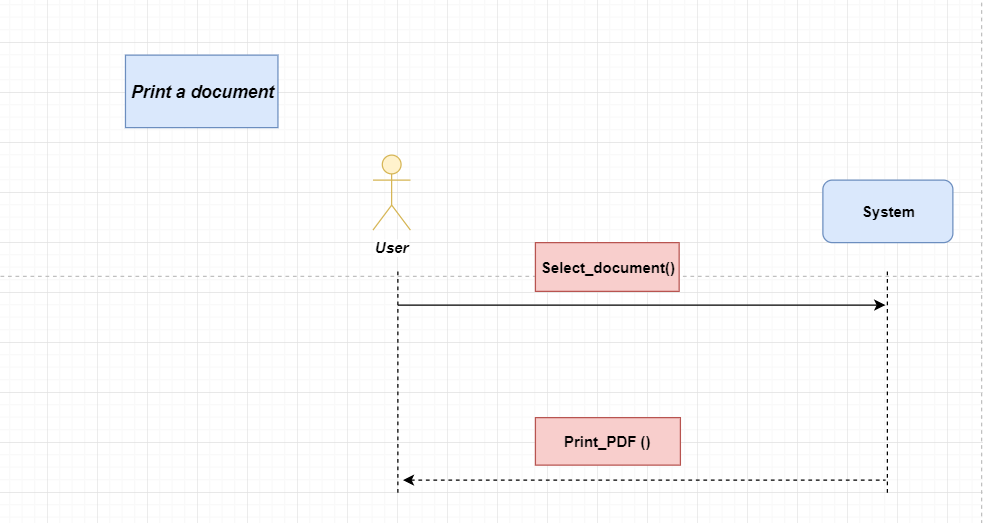 Print a document
User
System
Select_document()
Print_PDF ()